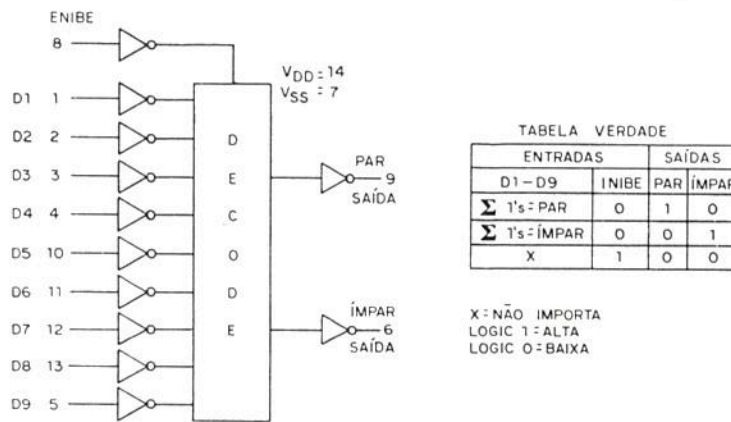 ENIBE
8
VDD=14
VSS=7
D1 1
D2 2
D3 3
D4 4
D5 10
D6 11
D7 12
D8 13
D9 5
D
E
C
O
D
E
PAR
9
SAÍDA
ÍMPAR
6
SAÍDA
TABELA VERDADE
ENTRADAS SAÍDAS
D1-D9 INIBE PAR ÍMPAR
Σ 1's=PAR 0 1 0
Σ 1's=ÍMPAR 0 0 1
X 1 0 0
X=NÃO IMPORTA
LOGIC 1=ALTA
LOGIC 0=BAIXA